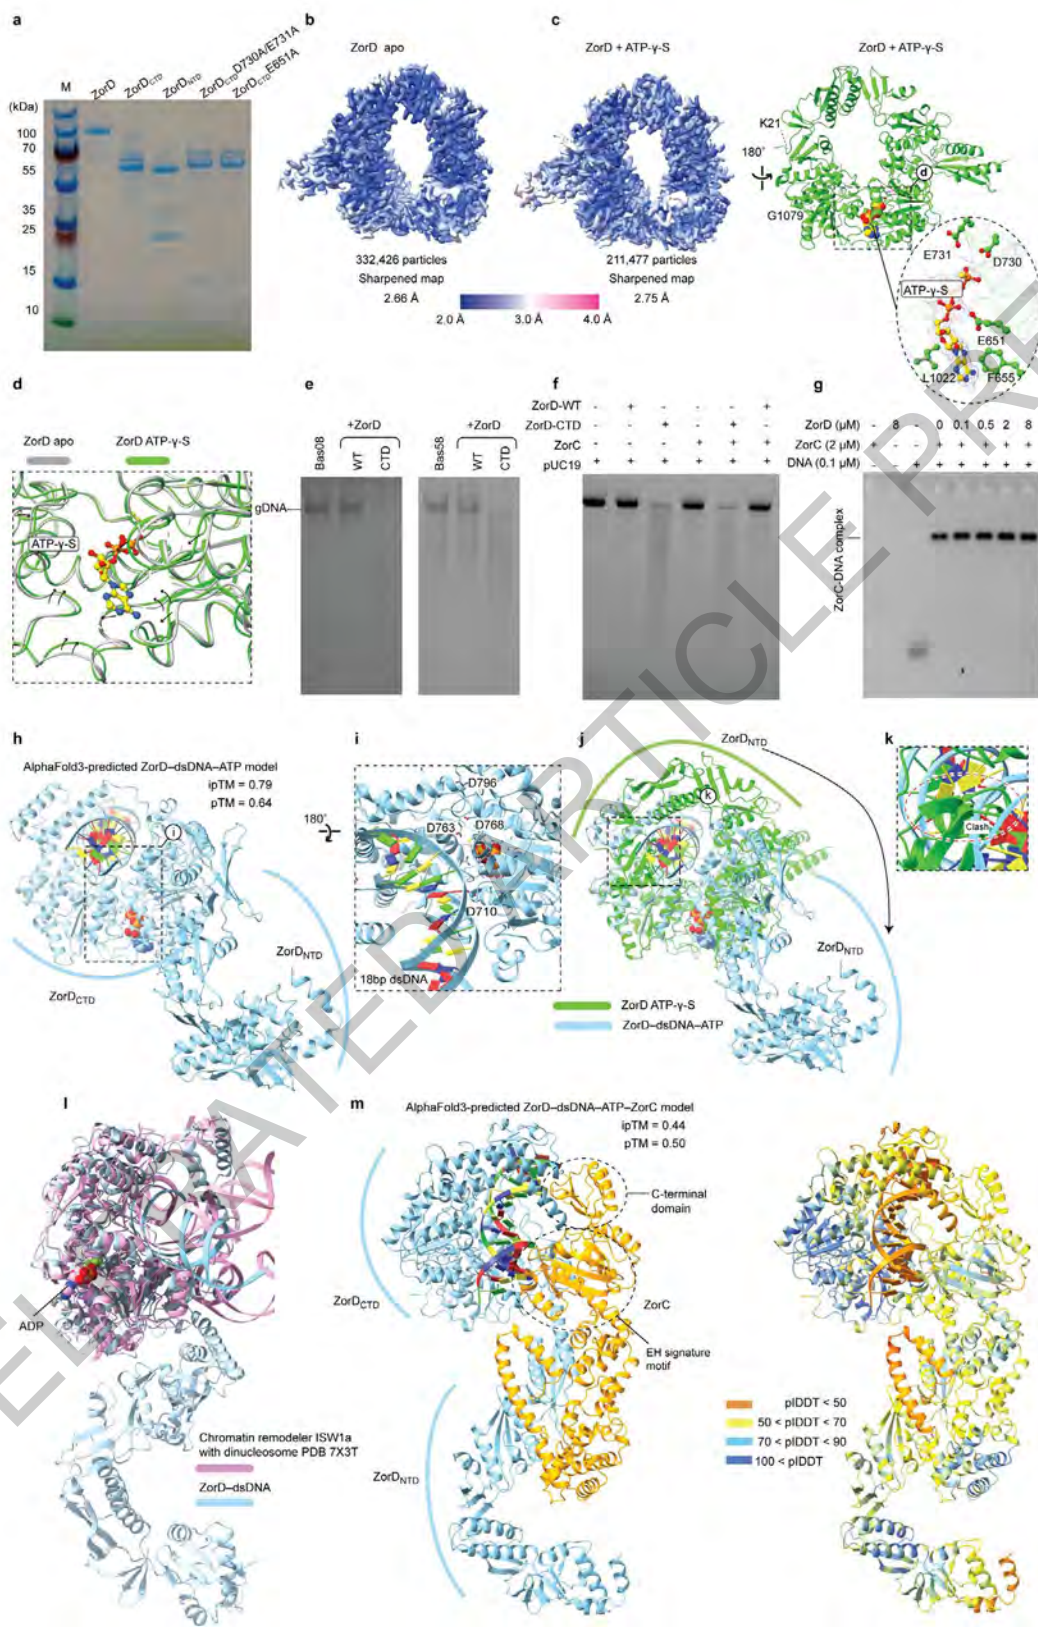 a
M
ZorD
ZorDCTD
ZorDNTD
ZorDCTDD730A/E731A
ZorDCTDE651A
(kDa)
100
70
55
35
25
15
10
b
ZorD apo
332,426 particles
Sharpened map
2.66 Å
c
ZorD + ATP-γ-S
211,477 particles
Sharpened map
2.75 Å
2.0 Å
3.0 Å
4.0 Å
ZorD + ATP-γ-S
K21
180°
d
G1079
E731
D730
ATP-γ-S
E651
L1022
F655
d
ZorD apo
ZorD ATP-γ-S
ATP-γ-S
e
+ZorD
+ZorD
Bas08
WT
CTD
Bas58
WT
CTD
gDNA
f
ZorD-WT - + - - - +
ZorD-CTD - - + - + -
ZorC - - - + + +
pUC19 + + + + + +
g
ZorD (µM) - 8 - 0 0.1 0.5 2 8
ZorC (2 µM) + - - + + + + +
DNA (0.1 µM) - - + + + + + +
ZorC-DNA complex
h
AlphaFold3-predicted ZorD–dsDNA–ATP model
ipTM = 0.79
pTM = 0.64
i
ZorDCTD
ZorDNTD
180°
i
D796
D763
D768
D710
18bp dsDNA
j
ZorDNTD
k
ZorDNTD
ZorD ATP-γ-S
ZorD–dsDNA–ATP
k
Clash
l
ADP
Chromatin remodeler ISW1a
with dinucleosome PDB 7X3T
ZorD–dsDNA
m
AlphaFold3-predicted ZorD–dsDNA–ATP–ZorC model
ipTM = 0.44
pTM = 0.50
C-terminal
domain
ZorDCTD
ZorC
EH signature
motif
ZorDNTD
plDDT < 50
50 < plDDT < 70
70 < plDDT < 90
100 < plDDT